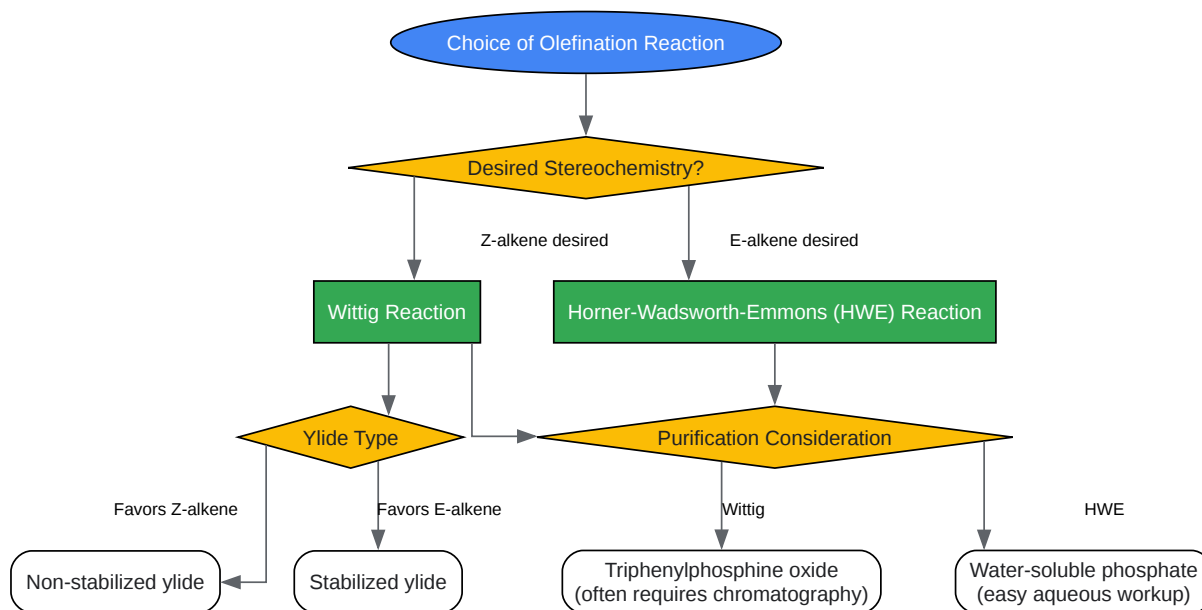 Choice of Olefination Reaction
Desired Stereochemistry?
Z-alkene desired
E-alkene desired
Wittig Reaction
Horner-Wadsworth-Emmons (HWE) Reaction
Ylide Type
Purification Consideration
Favors Z-alkene
Favors E-alkene
Wittig
HWE
Non-stabilized ylide
Stabilized ylide
Triphenylphosphine oxide
(often requires chromatography)
Water-soluble phosphate
(easy aqueous workup)